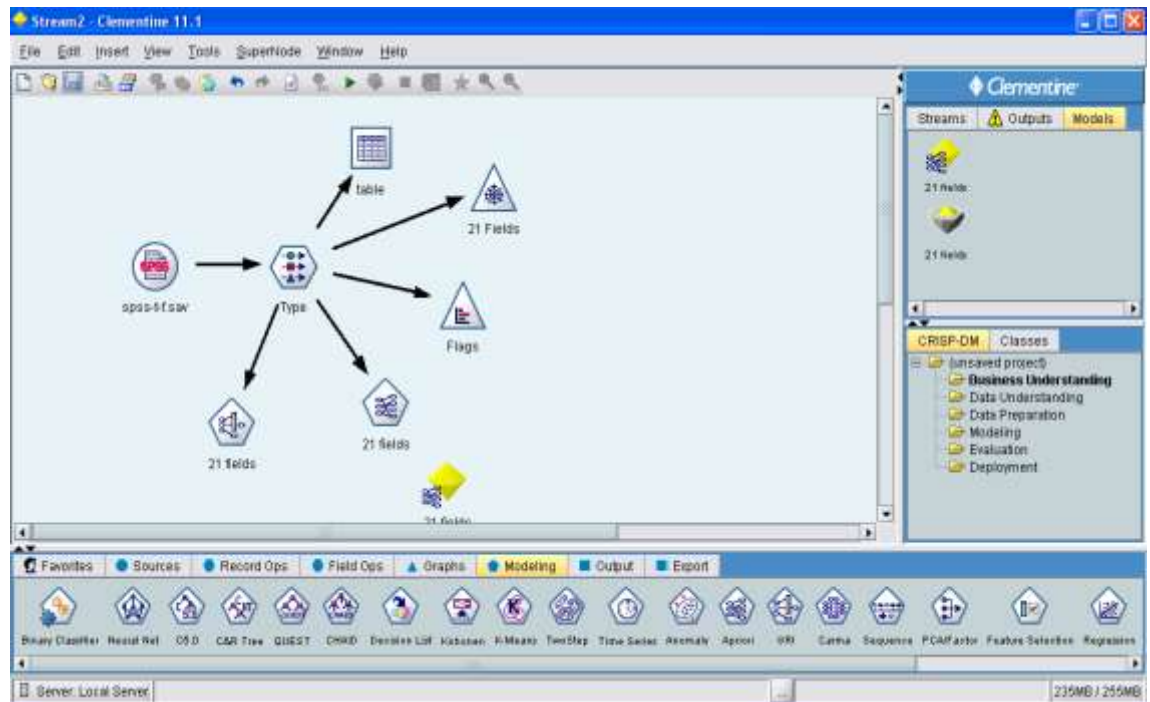 Stream2 - Clementine 11.1
File Edit Insert View Tools SuperNode Window Help
Clementine
Streams Outputs Models
21 fields
21 fields
table
21 Fields
SPSS
Type
Flags
21 fields
21 fields
21 fields
CRISP-DM Classes
(unsaved project)
Business Understanding
Data Understanding
Data Preparation
Modeling
Evaluation
Deployment
Favorites Sources Record Ops Field Ops Graphs Modeling Output Export
Binary Classifier Neural Net C5.0 C&R Tree QUEST CHAID Decision List Kohonen K-Means TwoStep Time Series Anomaly Apriori GRI Carma Sequence PCA/Factor Feature Selection Regression
Server: Local Server
...
235MB / 255MB